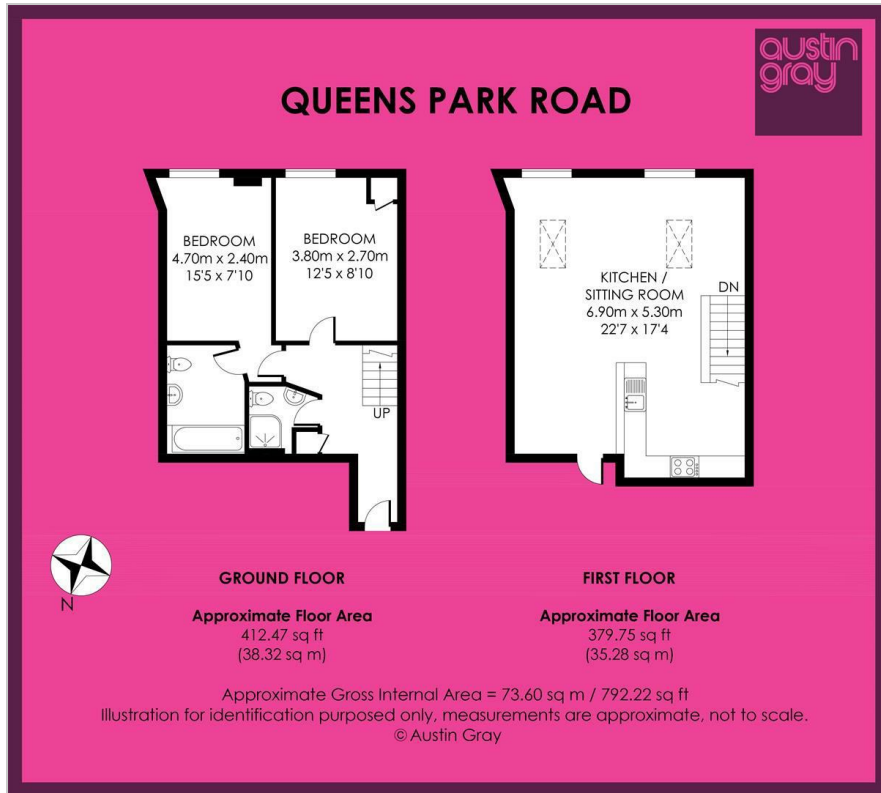 austin
gray
QUEENS PARK ROAD
BEDROOM
4.70m x 2.40m
15'5 x 7'10
BEDROOM
3.80m x 2.70m
12'5 x 8'10
UP
KITCHEN /
SITTING ROOM
6.90m x 5.30m
22'7 x 17'4
DN
N
GROUND FLOOR
Approximate Floor Area
412.47 sq ft
(38.32 sq m)
FIRST FLOOR
Approximate Floor Area
379.75 sq ft
(35.28 sq m)
Approximate Gross Internal Area = 73.60 sq m / 792.22 sq ft
Illustration for identification purposed only, measurements are approximate, not to scale.
© Austin Gray